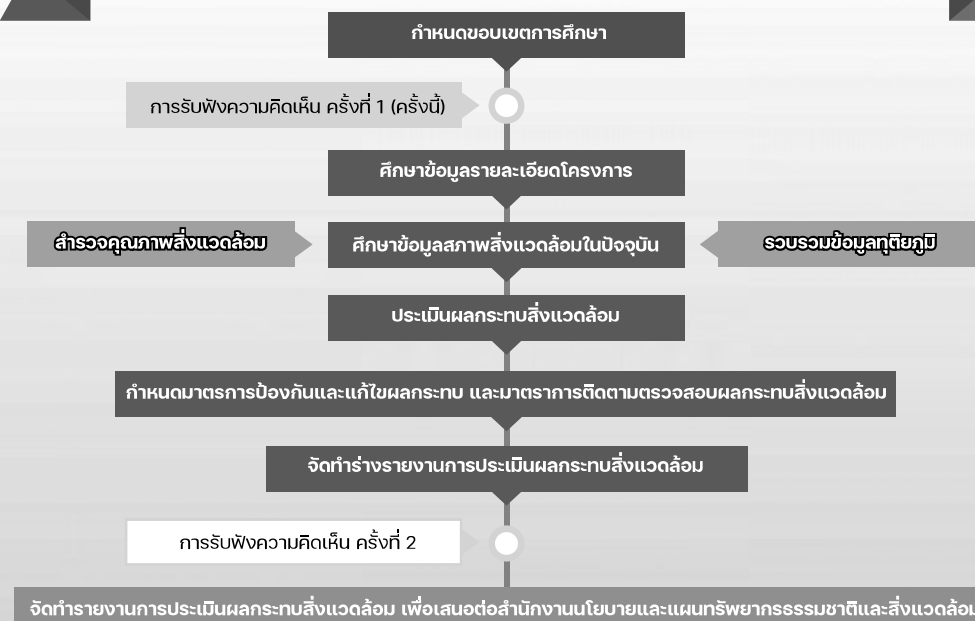 กำหนดขอบเขตการศึกษา
การรับฟังความคิดเห็น ครั้งที่ 1 (ครั้งนี้)
ศึกษาข้อมูลรายละเอียดโครงการ
สำรวจคุณภาพสิ่งแวดล้อม
ศึกษาข้อมูลสภาพสิ่งแวดล้อมในปัจจุบัน
รวบรวมข้อมูลทุติยภูมิ
ประเมินผลกระทบสิ่งแวดล้อม
กำหนดมาตรการป้องกันและแก้ไขผลกระทบ และมาตราการติดตามตรวจสอบผลกระทบสิ่งแวดล้อม
จัดทำร่างรายงานการประเมินผลกระทบสิ่งแวดล้อม
การรับฟังความคิดเห็น ครั้งที่ 2
จัดทำรายงานการประเมินผลกระทบสิ่งแวดล้อม เพื่อเสนอต่อสำนักงานนโยบายและแผนทรัพยากรธรรมชาติและสิ่งแวดล้อม